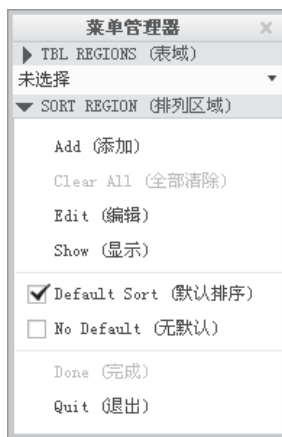 菜单管理器
TBL REGIONS (表域)
未选择
SORT REGION (排列区域)
Add (添加)
Clear All (全部清除)
Edit (编辑)
Show (显示)
Default Sort (默认排序)
No Default (无默认)
Done (完成)
Quit (退出)